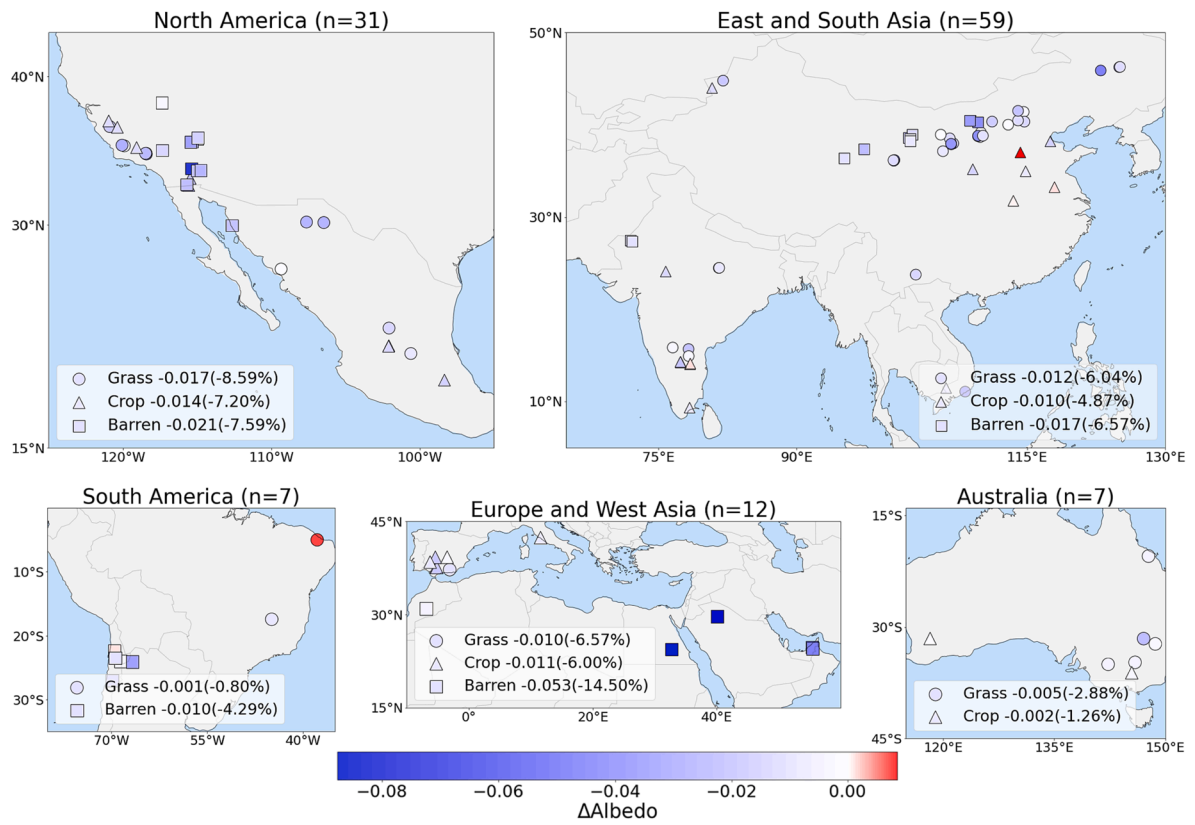 North America (n=31)
East and South Asia (n=59)
50°N
40°N
30°N
30°N
10°N
15°N
Grass -0.017(-8.59%)
Crop -0.014(-7.20%)
Barren -0.021(-7.59%)
Grass -0.012(-6.04%)
Crop -0.010(-4.87%)
Barren -0.017(-6.57%)
120°W
110°W
100°W
75°E
90°E
115°E
130°E
South America (n=7)
10°S
20°S
30°S
Grass -0.001(-0.80%)
Barren -0.010(-4.29%)
70°W
55°W
40°W
Europe and West Asia (n=12)
45°N
30°N
15°N
Grass -0.010(-6.57%)
Crop -0.011(-6.00%)
Barren -0.053(-14.50%)
0°
20°E
40°E
Australia (n=7)
15°S
30°S
45°S
Grass -0.005(-2.88%)
Crop -0.002(-1.26%)
120°E
135°E
150°E
−0.08
−0.06
−0.04
−0.02
0.00
ΔAlbedo